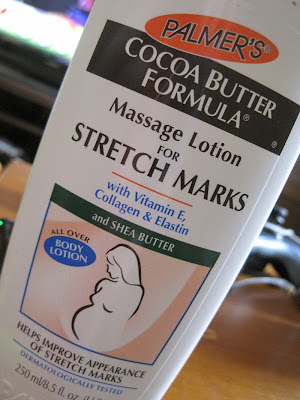 PALMER'S®
COCOA BUTTER
FORMULA®
Massage Lotion
FOR
STRETCH MARKS
with Vitamin E,
Collagen & Elastin
and SHEA BUTTER
ALL OVER
BODY
LOTION
HELPS IMPROVE APPEARANCE
OF STRETCH MARKS
DERMATOLOGICALLY TESTED
250 ml/8.5 fl. oz.